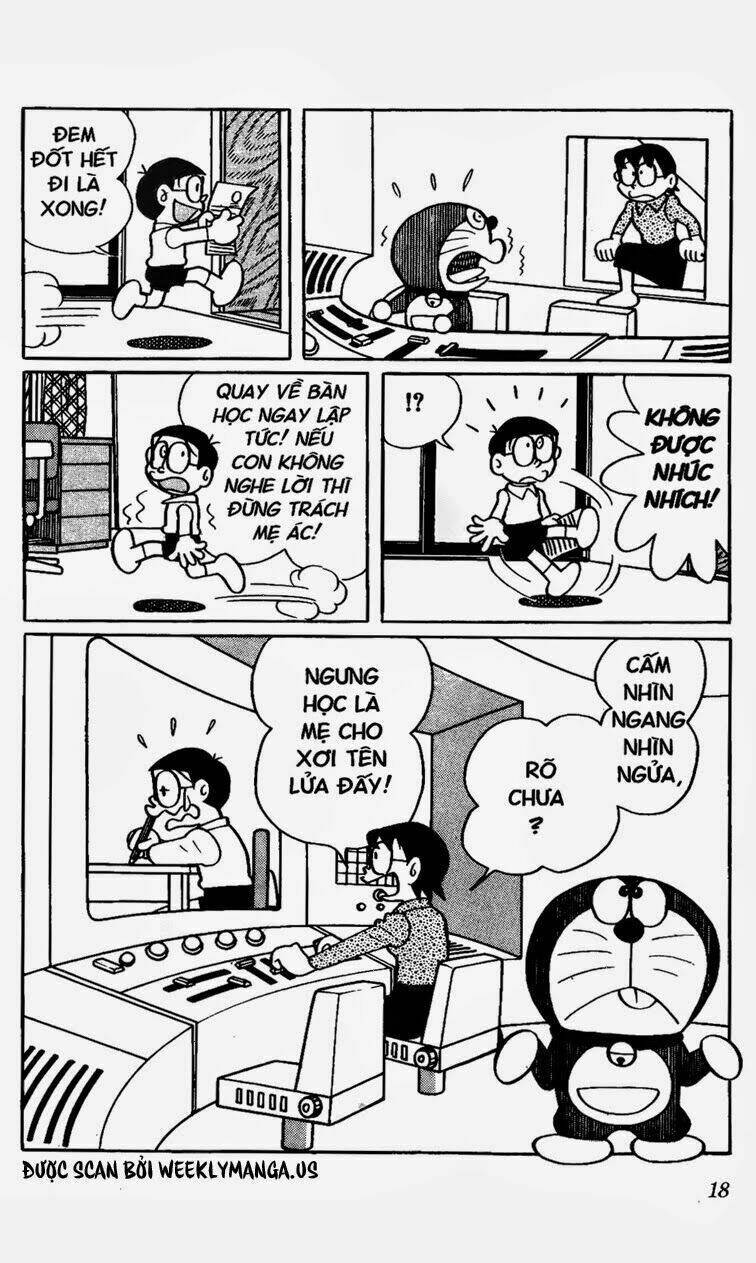 ĐEM
ĐỐT HẾT
ĐI LÀ
XONG!
QUAY VỀ BÀN
HỌC NGAY LẬP
TỨC! NẾU
CON KHÔNG
NGHE LỜI THÌ
ĐỪNG TRÁCH
MẸ ÁC!
!?
KHÔNG
ĐƯỢC
NHÚC
NHÍCH!
NGƯNG
HỌC LÀ
MẸ CHO
XƠI TÊN
LỬA ĐẤY!
CẤM
NHÌN
NGANG
NHÌN
NGỬA,
RÕ
CHƯA
?
ĐƯỢC SCAN BỞI WEEKLYMANGA.US
18